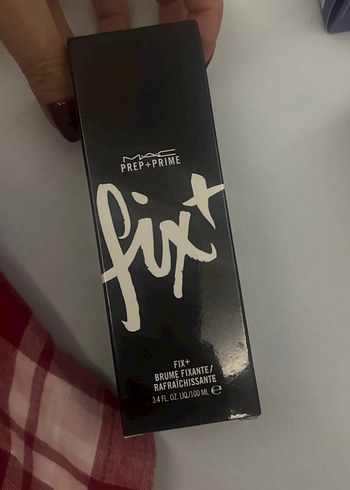 MAC
PREP+PRIME
fix+
FIX+
BRUME FIXANTE/
RAFRAÎCHISSANTE
3.4 FL. OZ. LIQ./100 ML ℮